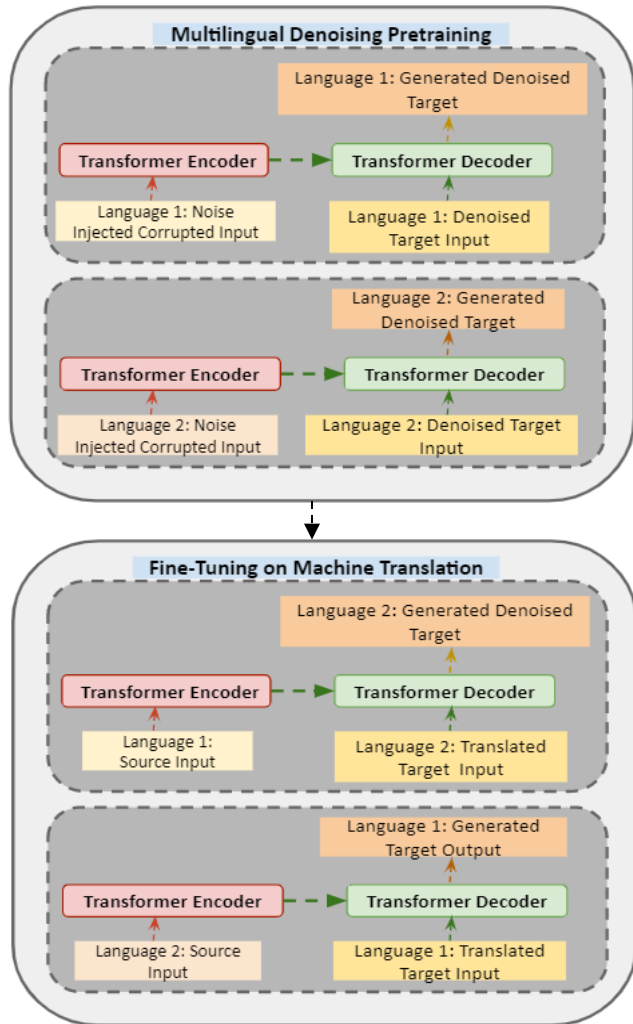 Multilingual Denoising Pretraining
Language 1: Generated Denoised
Target
Transformer Encoder
Transformer Decoder
Language 1: Noise
Injected Corrupted Input
Language 1: Denoised
Target Input
Language 2: Generated
Denoised Target
Transformer Encoder
Transformer Decoder
Language 2: Noise
Injected Corrupted Input
Language 2: Denoised Target
Input
Fine-Tuning on Machine Translation
Language 2: Generated Denoised
Target
Transformer Encoder
Transformer Decoder
Language 1:
Source Input
Language 2: Translated
Target Input
Language 1: Generated
Target Output
Transformer Encoder
Transformer Decoder
Language 2: Source
Input
Language 1: Translated
Target Input